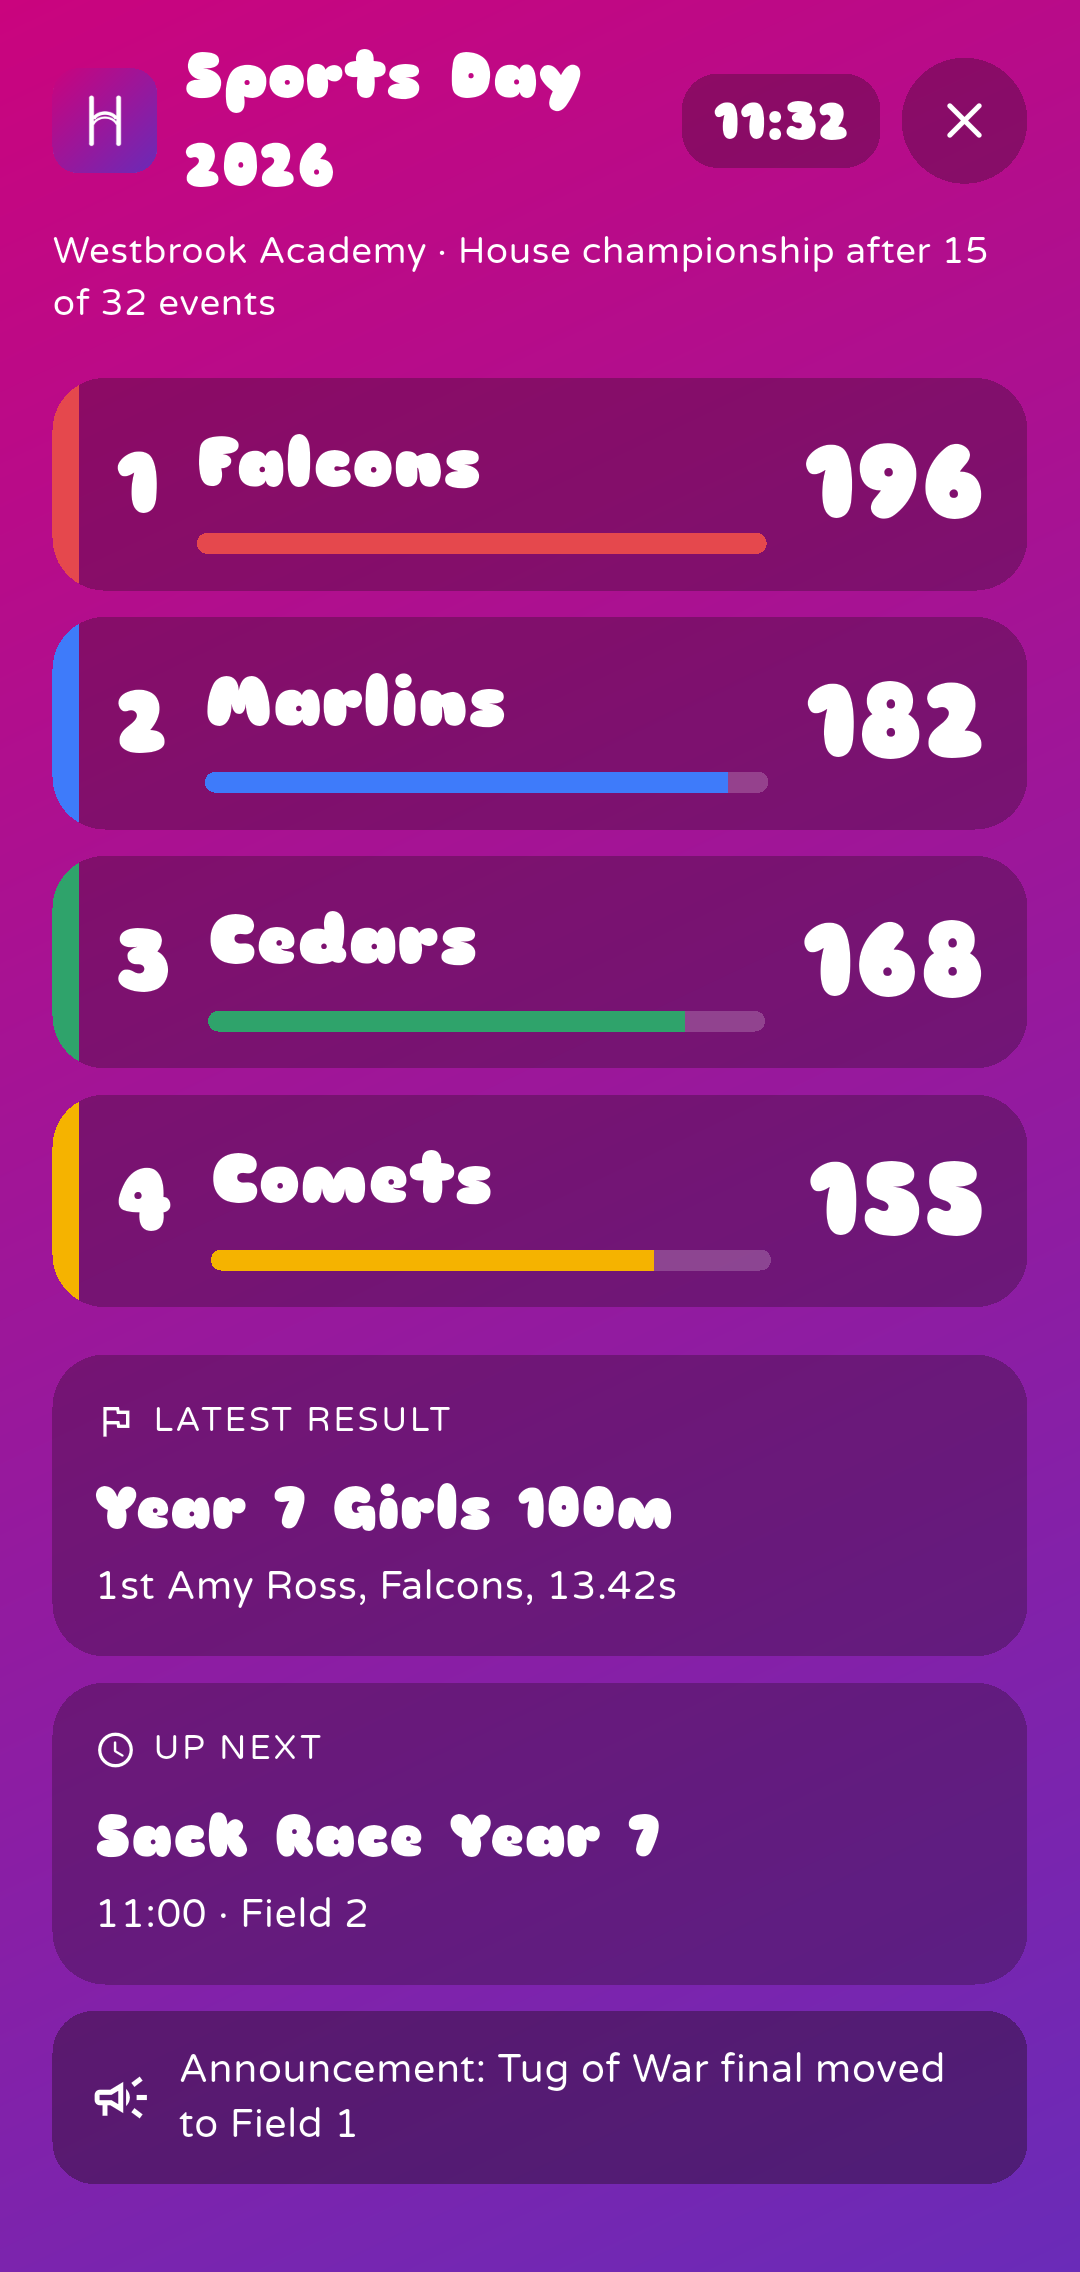 Sports Day
2026
11:32
Westbrook Academy · House championship after 15
of 32 events
1 Falcons 196
2 Marlins 182
3 Cedars 168
4 Comets 155
LATEST RESULT
Year 7 Girls 100m
1st Amy Ross, Falcons, 13.42s
UP NEXT
Sack Race Year 7
11:00 · Field 2
Announcement: Tug of War final moved
to Field 1